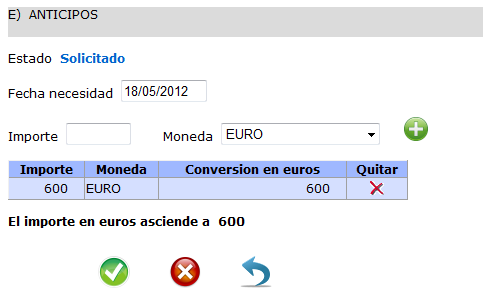 E) ANTICIPOS
Estado Solicitado
Fecha necesidad 18/05/2012
Importe Moneda EURO
Importe Moneda Conversion en euros Quitar
600 EURO 600
El importe en euros asciende a 600